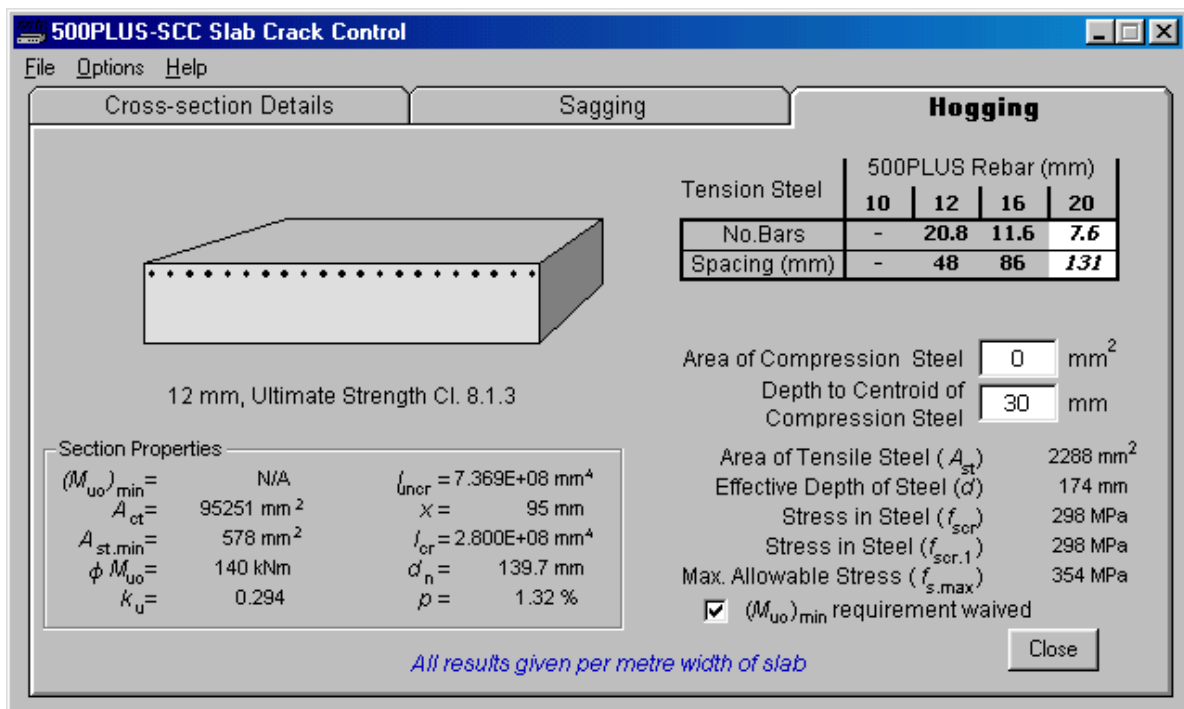 500PLUS-SCC Slab Crack Control
File Options Help
Cross-section Details Sagging Hogging
Tension Steel 500PLUS Rebar (mm)
10 12 16 20
No.Bars - 20.8 11.6 7.6
Spacing (mm) - 48 86 131
12 mm, Ultimate Strength Cl. 8.1.3
Area of Compression Steel 0 mm²
Depth to Centroid of Compression Steel 30 mm
Section Properties
(Muo)min= N/A Iuncr = 7.369E+08 mm⁴
Act= 95251 mm² x = 95 mm
Ast.min= 578 mm² Icr = 2.800E+08 mm⁴
ϕ Muo= 140 kNm dn = 139.7 mm
ku= 0.294 p = 1.32 %
Area of Tensile Steel (Ast) 2288 mm²
Effective Depth of Steel (d) 174 mm
Stress in Steel (fscr) 298 MPa
Stress in Steel (fscr.1) 298 MPa
Max. Allowable Stress (fs.max) 354 MPa
(Muo)min requirement waived
Close
All results given per metre width of slab